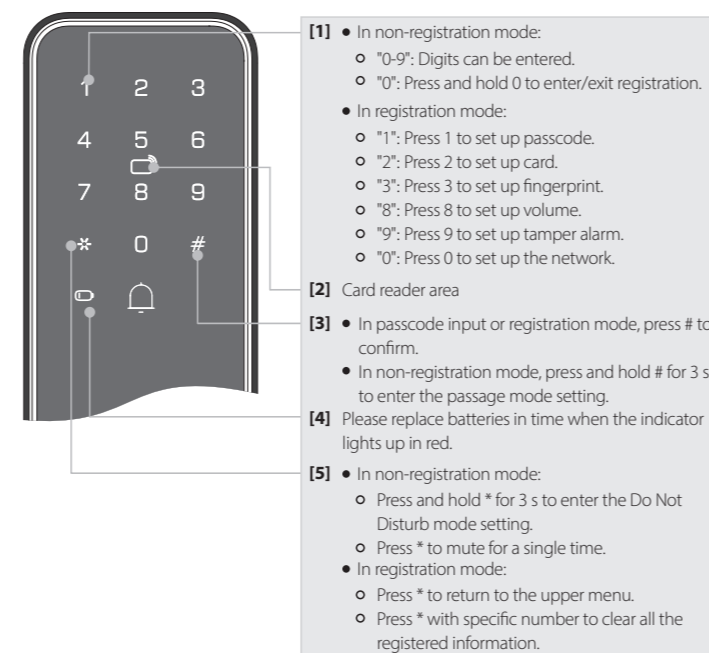 1 2 3
4 5 6
7 8 9
* 0 #
[1] ● In non-registration mode:
○ "0-9": Digits can be entered.
○ "0": Press and hold 0 to enter/exit registration.
● In registration mode:
○ "1": Press 1 to set up passcode.
○ "2": Press 2 to set up card.
○ "3": Press 3 to set up fingerprint.
○ "8": Press 8 to set up volume.
○ "9": Press 9 to set up tamper alarm.
○ "0": Press 0 to set up the network.
[2] Card reader area
[3] ● In passcode input or registration mode, press # to
confirm.
● In non-registration mode, press and hold # for 3 s
to enter the passage mode setting.
[4] Please replace batteries in time when the indicator
lights up in red.
[5] ● In non-registration mode:
○ Press and hold * for 3 s to enter the Do Not
Disturb mode setting.
○ Press * to mute for a single time.
● In registration mode:
○ Press * to return to the upper menu.
○ Press * with specific number to clear all the
registered information.